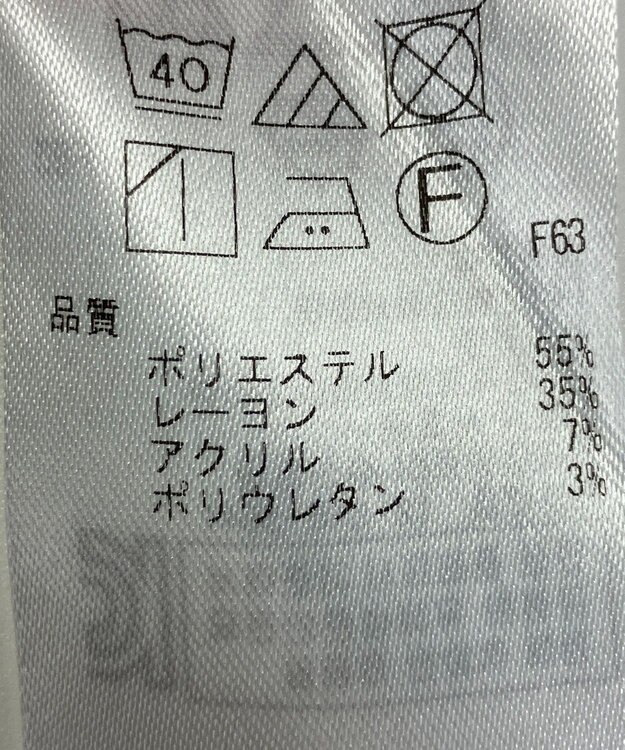 40
F
F63
品質
ポリエステル 55%
レーヨン 35%
アクリル 7%
ポリウレタン 3%